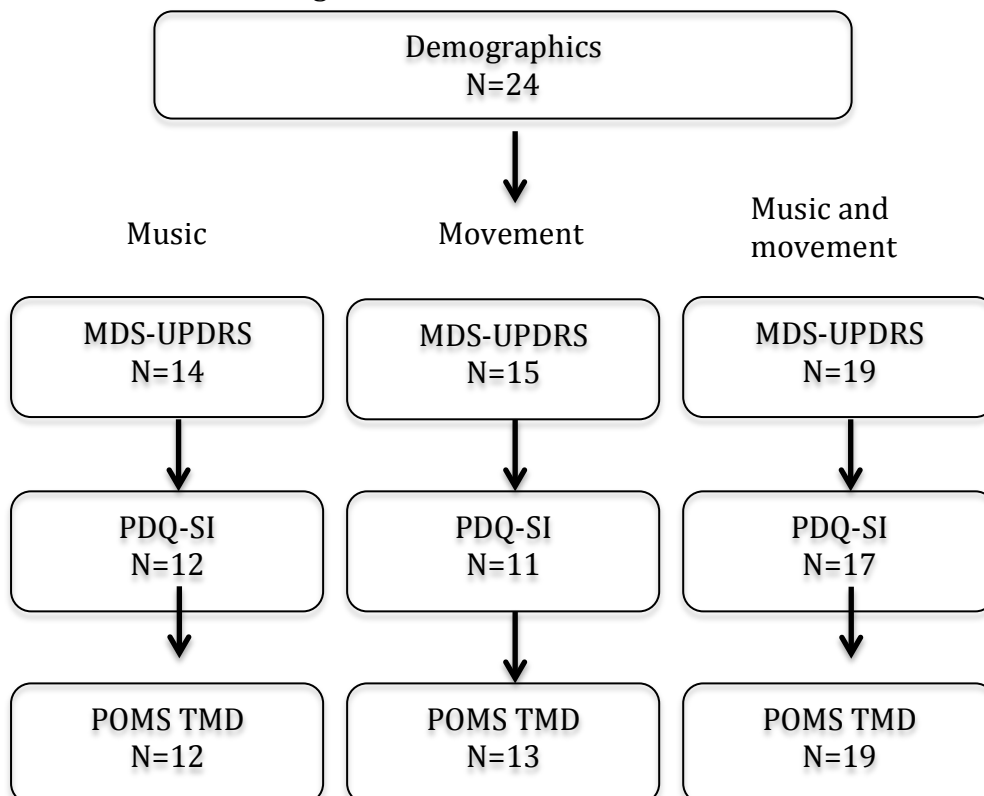 Demographics
N=24
Music
Movement
Music and
movement
MDS-UPDRS
N=14
MDS-UPDRS
N=15
MDS-UPDRS
N=19
PDQ-SI
N=12
PDQ-SI
N=11
PDQ-SI
N=17
POMS TMD
N=12
POMS TMD
N=13
POMS TMD
N=19